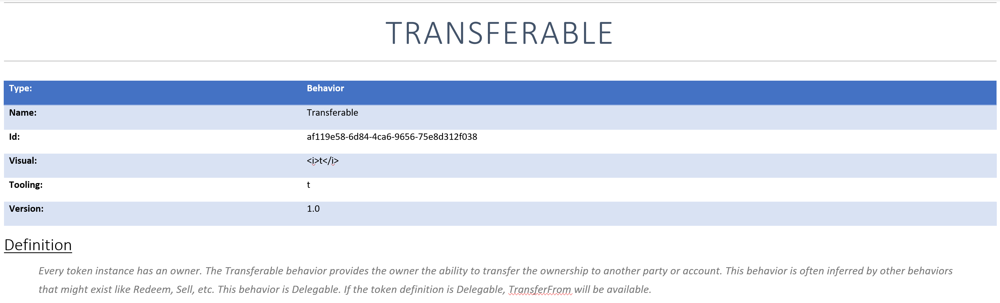 TRANSFERABLE
Type: Behavior
Name: Transferable
Id: af119e58-6d84-4ca6-9656-75e8d312f038
Visual: <i>t</i>
Tooling: t
Version: 1.0
Definition
Every token instance has an owner. The Transferable behavior provides the owner the ability to transfer the ownership to another party or account. This behavior is often inferred by other behaviors
that might exist like Redeem, Sell, etc. This behavior is Delegable. If the token definition is Delegable, TransferFrom will be available.